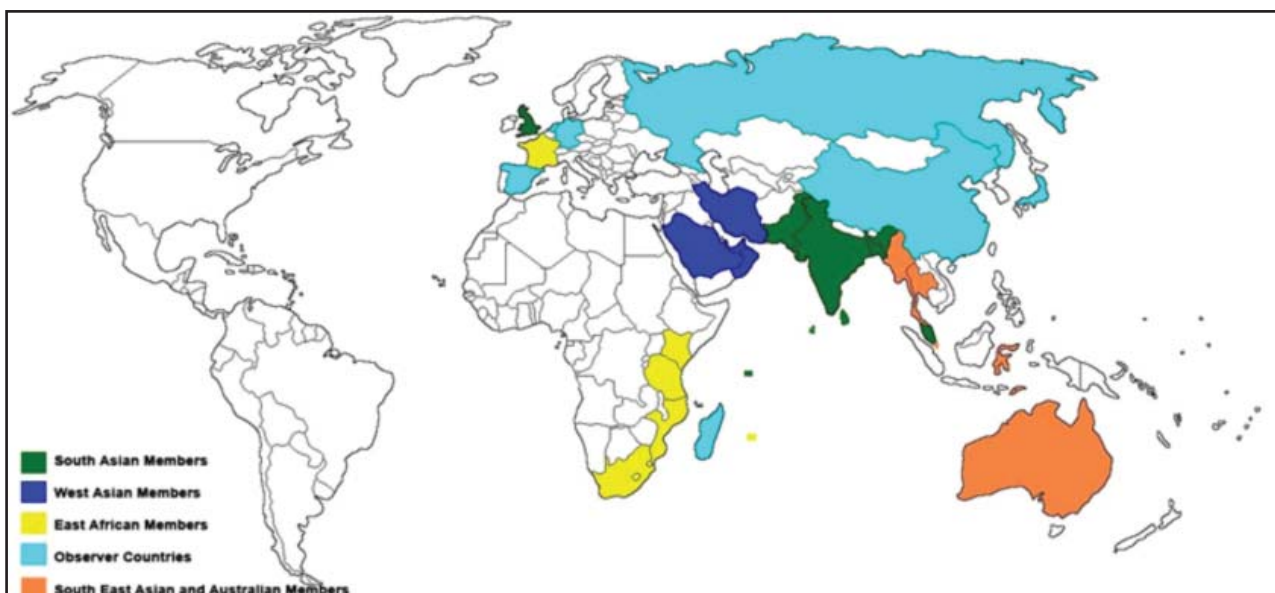 South Asian Members
West Asian Members
East African Members
Observer Countries
South East Asian and Australian Members